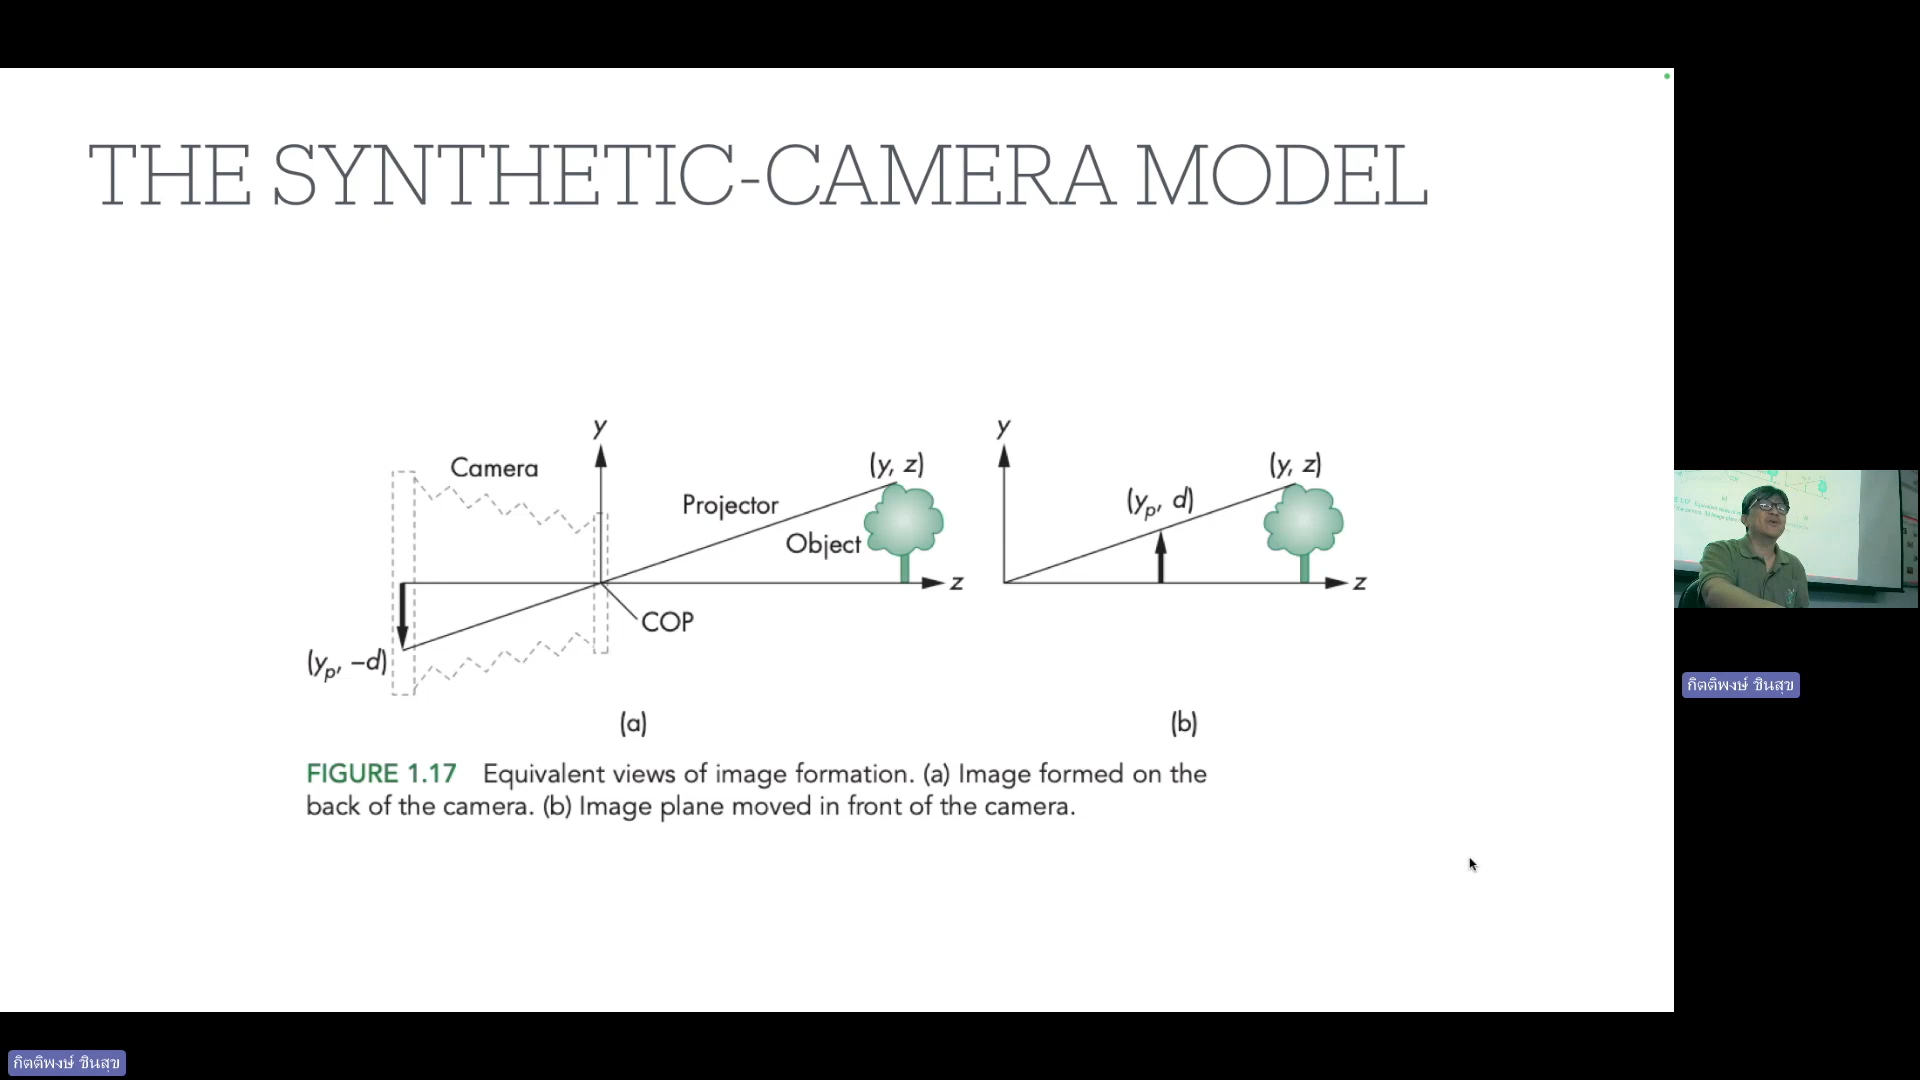 THE SYNTHETIC-CAMERA MODEL
y
Camera
(y, z)
Projector
Object
z
COP
(yp, −d)
(a)
y
(y, z)
(yp, d)
z
(b)
FIGURE 1.17 Equivalent views of image formation. (a) Image formed on the
back of the camera. (b) Image plane moved in front of the camera.
กิตติพงษ์ ชินสุข
กิตติพงษ์ ชินสุข